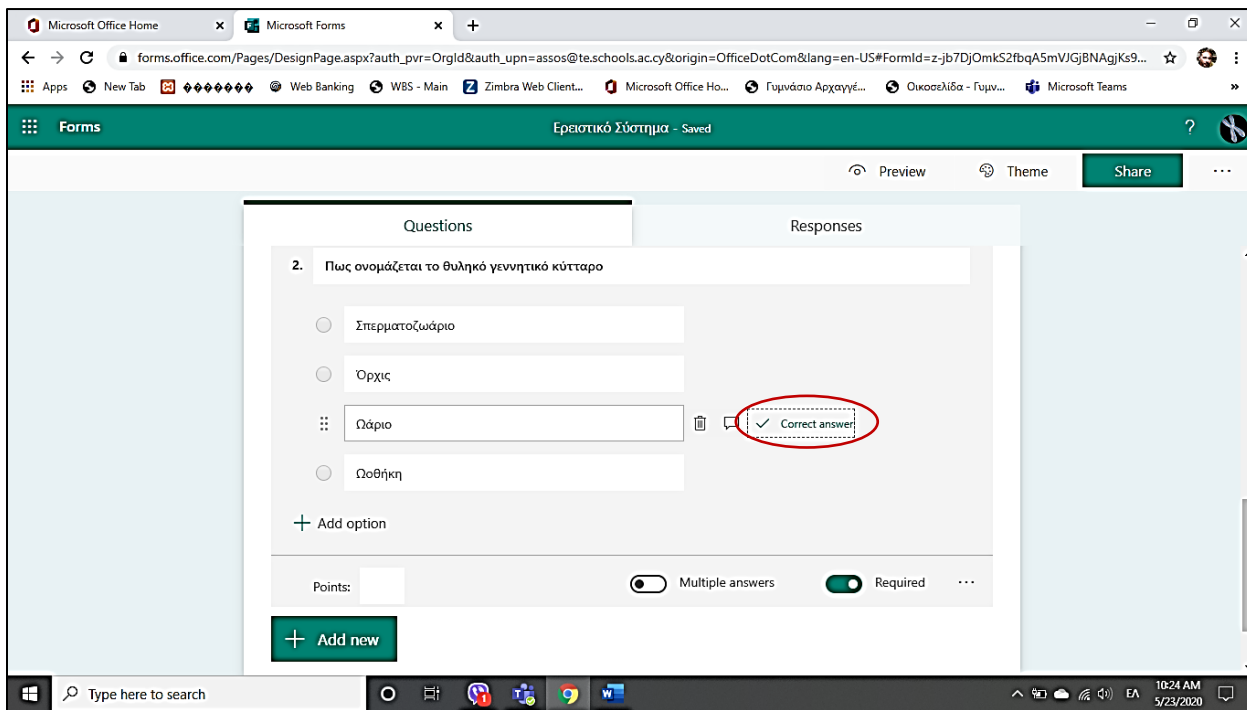 Microsoft Office Home
Microsoft Forms
forms.office.com/Pages/DesignPage.aspx?auth_pvr=OrgId&auth_upn=assos@te.schools.ac.cy&origin=OfficeDotCom&lang=en-US#FormId=z-jb7DjOmkS2fbqA5mVJGjBNAgjKs9...
Apps New Tab ������� Web Banking WBS - Main Zimbra Web Client... Microsoft Office Ho... Γυμνάσιο Αρχαγγέ... Οικοσελίδα - Γυμν... Microsoft Teams »
Forms Ερειστικό Σύστημα - Saved ?
Preview Theme Share ...
Questions Responses
2. Πως ονομάζεται το θυληκό γεννητικό κύτταρο
Σπερματοζωάριο
Όρχις
Ωάριο Correct answer
Ωοθήκη
+ Add option
Points: Multiple answers Required ...
+ Add new
Type here to search 1 ΕΛ 10:24 AM
5/23/2020